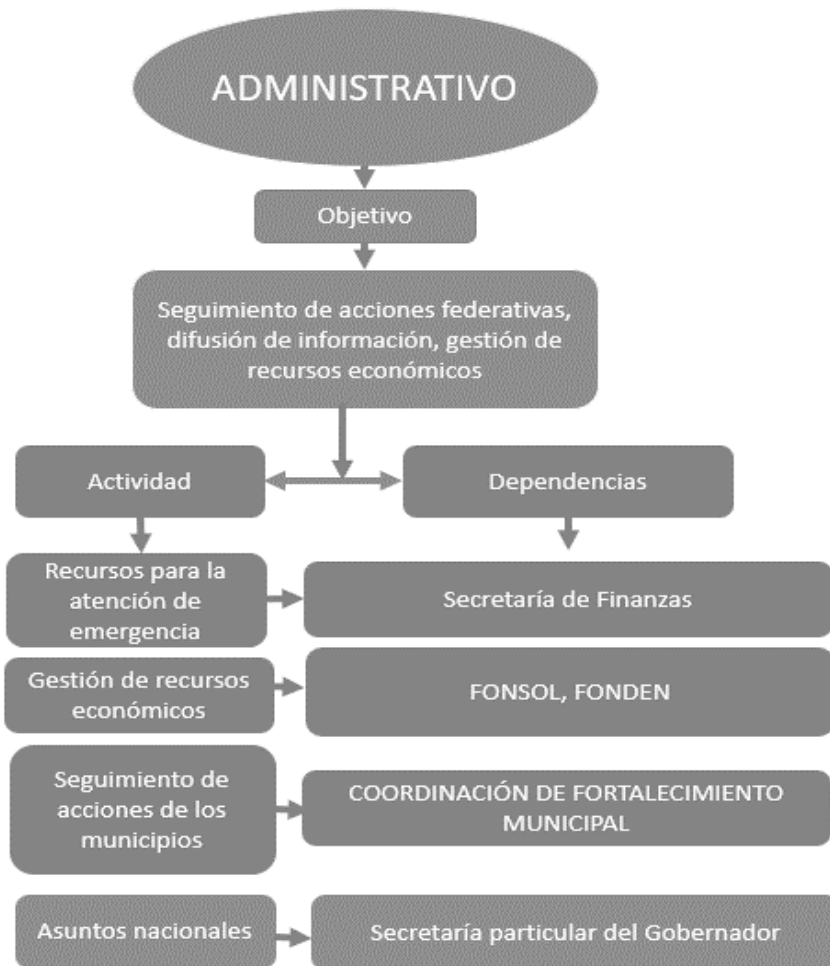 ADMINISTRATIVO
Objetivo
Seguimiento de acciones federativas,
difusión de información, gestión de
recursos económicos
Actividad
Dependencias
Recursos para la
atención de
emergencia
Secretaría de Finanzas
Gestión de recursos
económicos
FONSOL, FONDEN
Seguimiento de
acciones de los
municipios
COORDINACIÓN DE FORTALECIMIENTO
MUNICIPAL
Asuntos nacionales
Secretaría particular del Gobernador